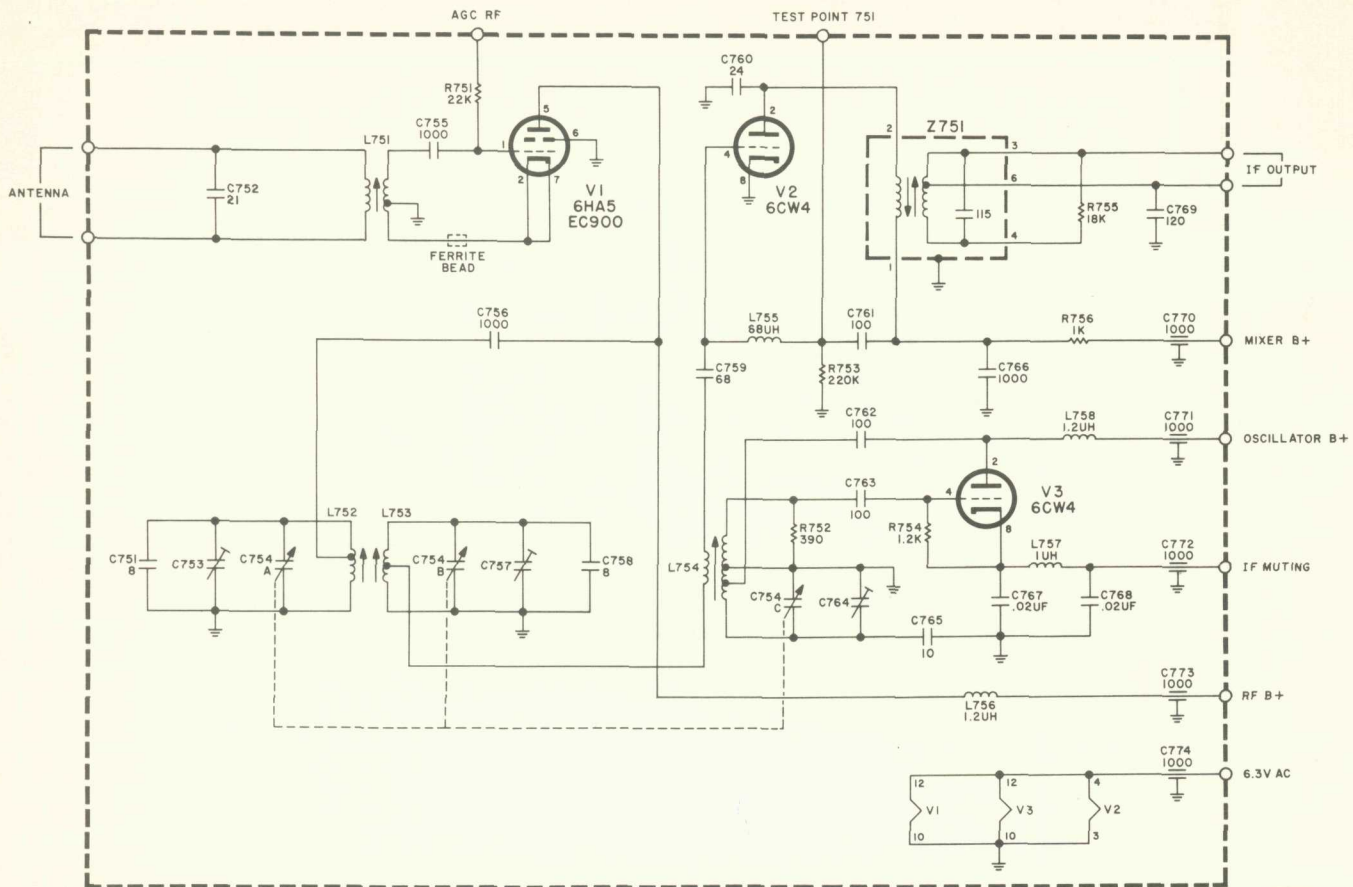 AGC RF
TEST POINT 751
C760
24
R751
22K
5
2
L751
C755
1000
1
6
4
2
Z751
3
IF OUTPUT
ANTENNA
C752
21
2
7
V1
6HA5
EC900
8
V2
6CW4
115
6
R755
18K
C769
120
4
FERRITE
BEAD
1
C756
1000
L755
68UH
C761
100
R756
1K
C770
1000
MIXER B+
C759
68
R753
220K
C766
1000
C762
100
L758
1.2UH
C771
1000
OSCILLATOR B+
2
C763
100
4
V3
6CW4
L752
L753
R752
390
R754
1.2K
8
L757
1UH
C772
1000
IF MUTING
C751
8
C753
C754
A
C754
B
C757
C758
8
L754
C754
C
C764
C765
10
C767
.02UF
C768
.02UF
C773
1000
RF B+
L756
1.2UH
C774
1000
6.3V AC
12
12
4
V1
V3
V2
10
10
3